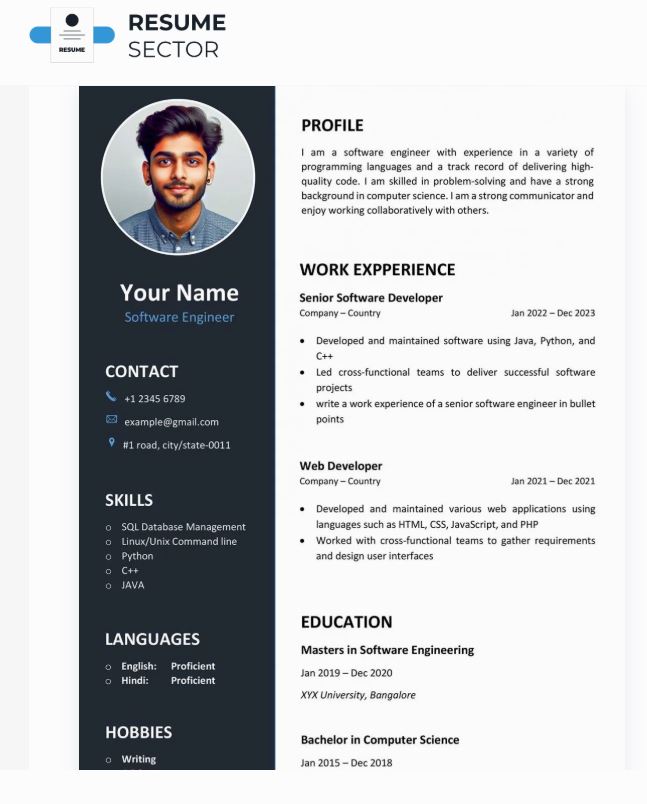 RESUME
RESUME
SECTOR
Your Name
Software Engineer
CONTACT
+1 2345 6789
example@gmail.com
#1 road, city/state-0011
SKILLS
o SQL Database Management
o Linux/Unix Command line
o Python
o C++
o JAVA
LANGUAGES
o English: Proficient
o Hindi: Proficient
HOBBIES
o Writing
PROFILE
I am a software engineer with experience in a variety of
programming languages and a track record of delivering high-
quality code. I am skilled in problem-solving and have a strong
background in computer science. I am a strong communicator and
enjoy working collaboratively with others.
WORK EXPPERIENCE
Senior Software Developer
Company – Country Jan 2022 – Dec 2023
• Developed and maintained software using Java, Python, and
C++
• Led cross-functional teams to deliver successful software
projects
• write a work experience of a senior software engineer in bullet
points
Web Developer
Company – Country Jan 2021 – Dec 2021
• Developed and maintained various web applications using
languages such as HTML, CSS, JavaScript, and PHP
• Worked with cross-functional teams to gather requirements
and design user interfaces
EDUCATION
Masters in Software Engineering
Jan 2019 – Dec 2020
XYX University, Bangalore
Bachelor in Computer Science
Jan 2015 – Dec 2018